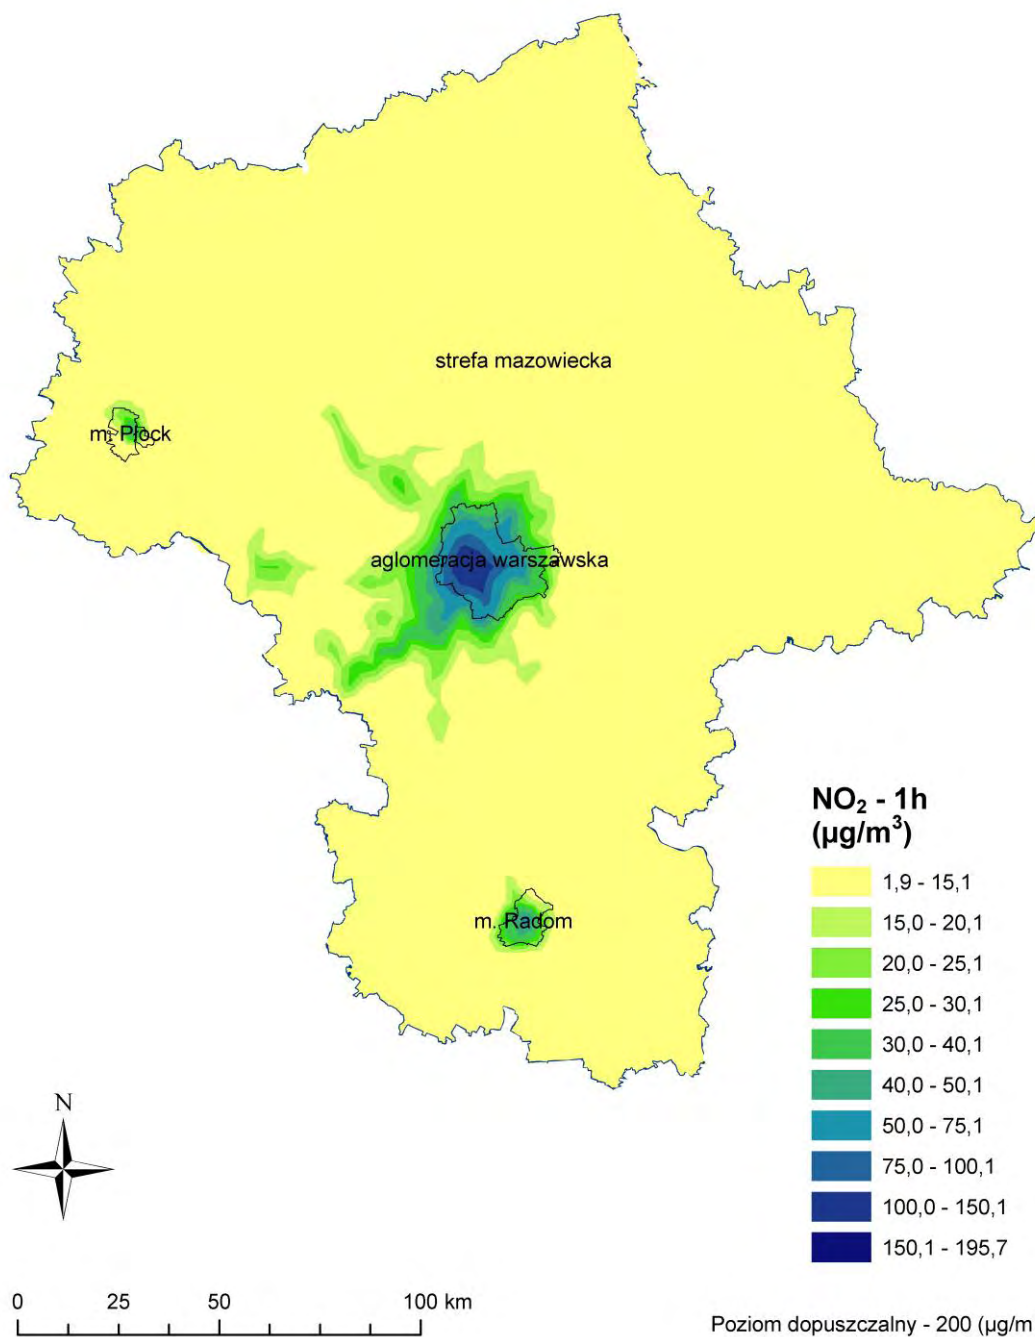 strefa mazowiecka
m. Płock
aglomeracja warszawska
m. Radom
NO₂ - 1h
(µg/m³)
1,9 - 15,1
15,0 - 20,1
20,0 - 25,1
25,0 - 30,1
30,0 - 40,1
40,0 - 50,1
50,0 - 75,1
75,0 - 100,1
100,0 - 150,1
150,1 - 195,7
N
0 25 50 100 km
Poziom dopuszczalny - 200 (µg/m